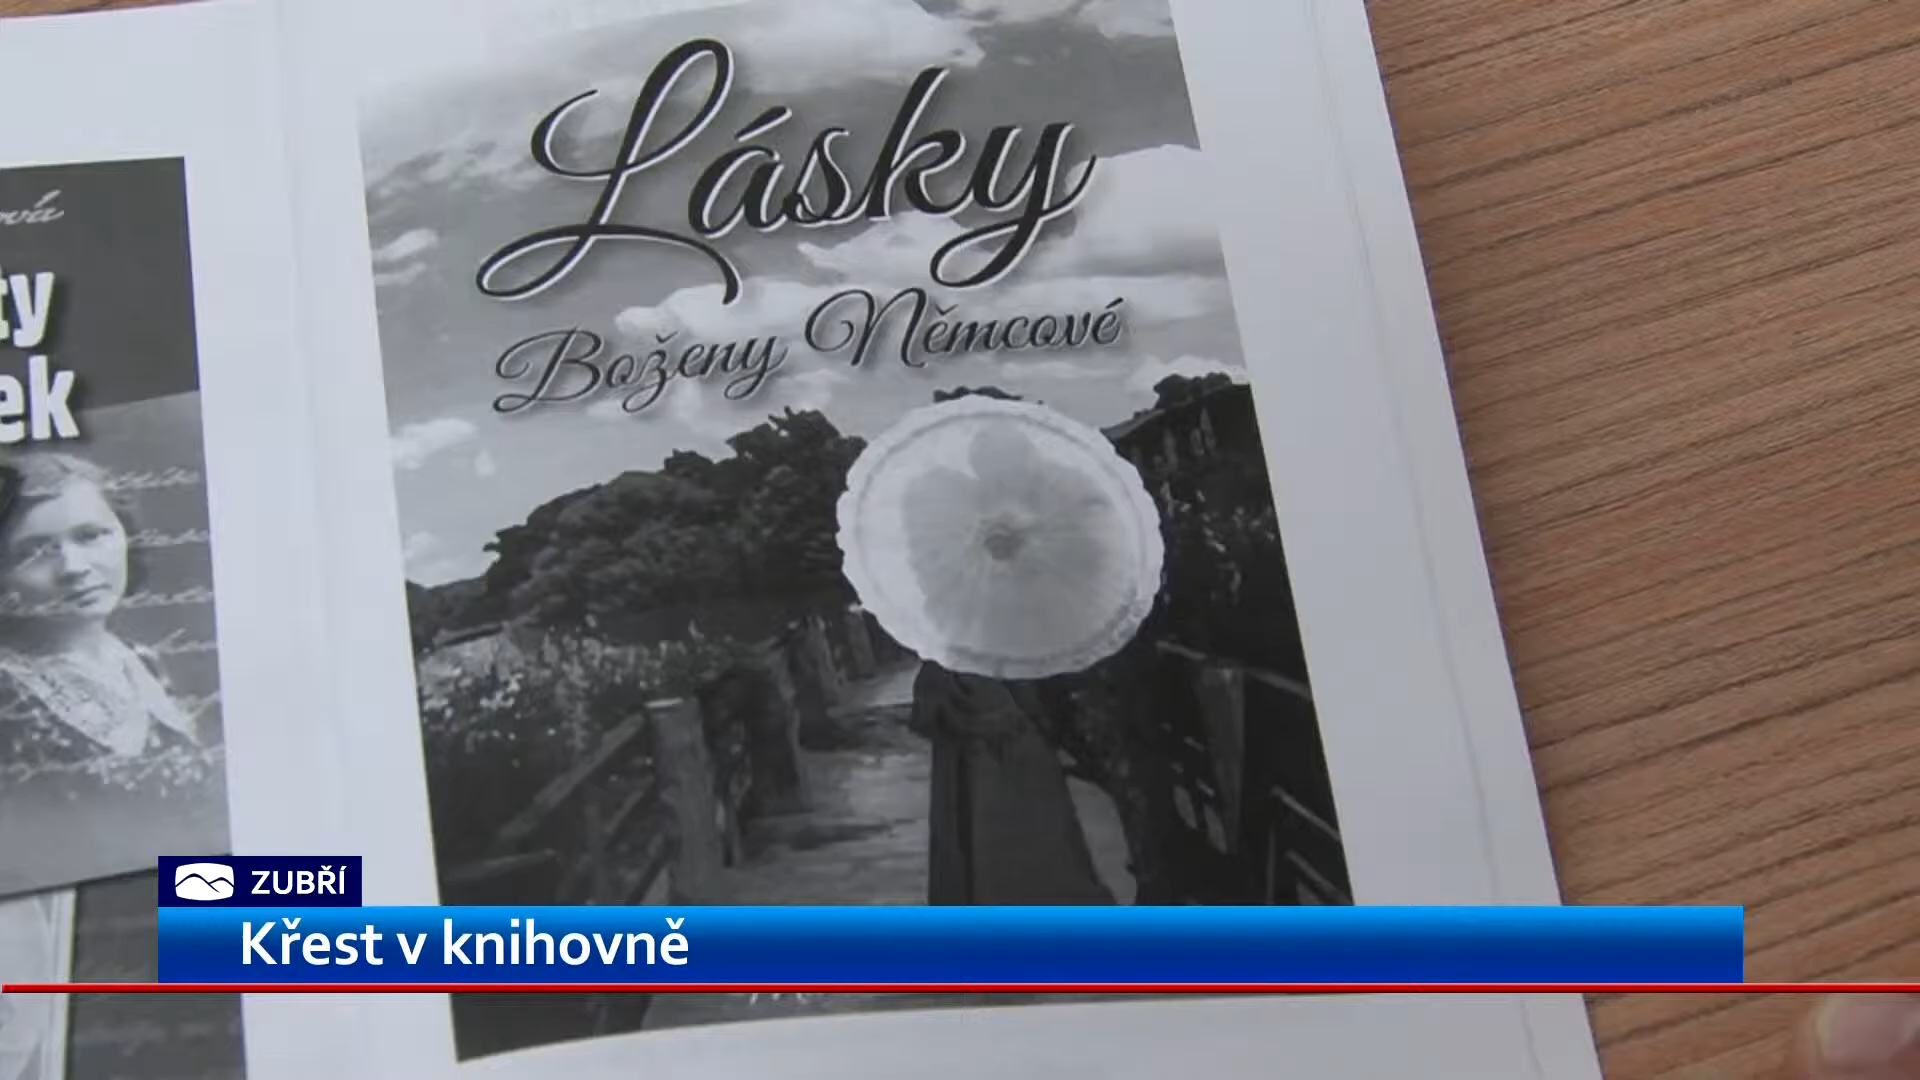 Lásky
Boženy Němcové
ty
ek
ZUBŘÍ
Křest v knihovně